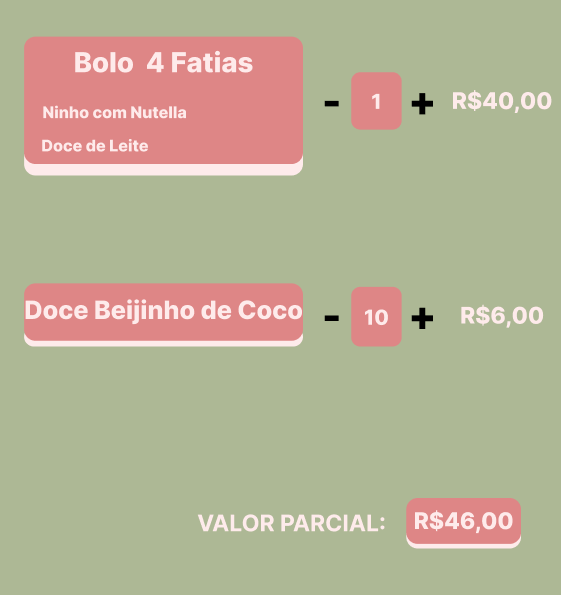 Bolo 4 Fatias
Ninho com Nutella
Doce de Leite
- 1 + R$40,00
Doce Beijinho de Coco
- 10 + R$6,00
VALOR PARCIAL: R$46,00